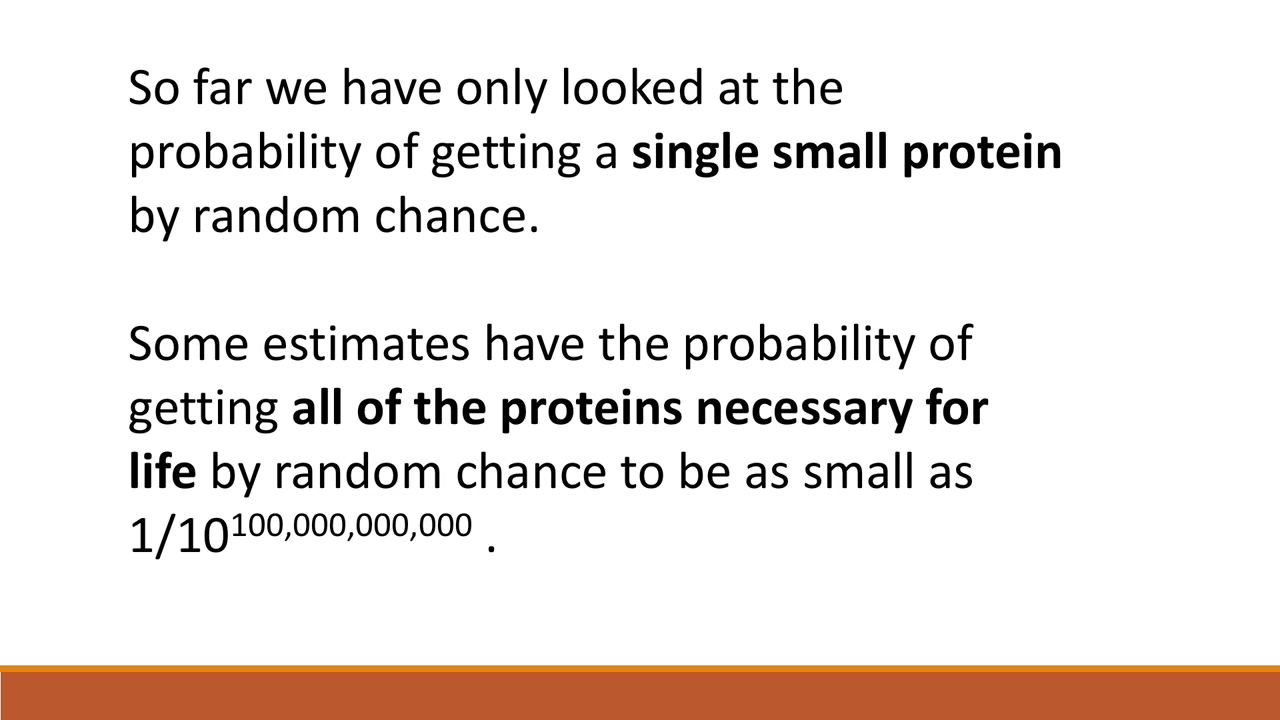 So far we have only looked at the
probability of getting a single small protein
by random chance.
Some estimates have the probability of
getting all of the proteins necessary for
life by random chance to be as small as
1/10^100,000,000,000 .